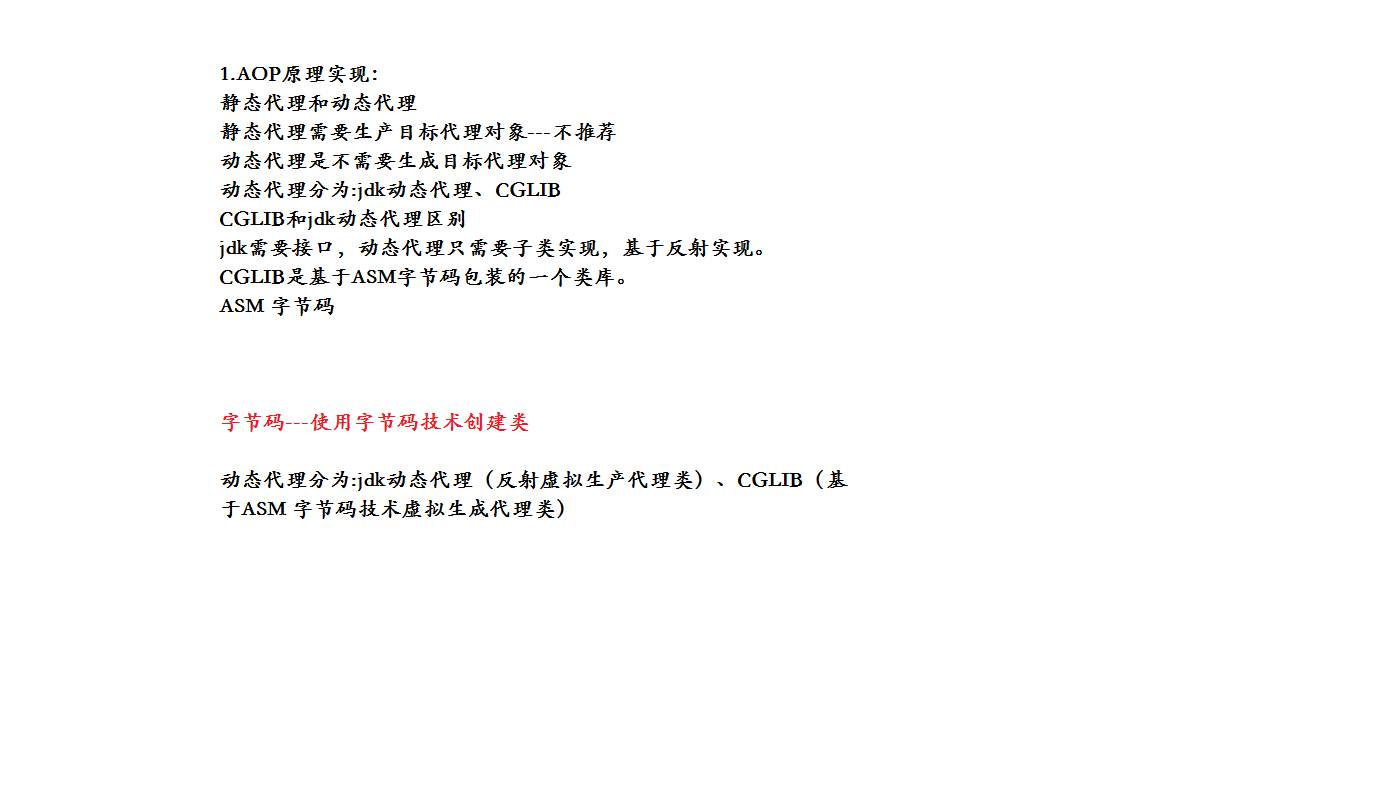 1.AOP原理实现：
静态代理和动态代理
静态代理需要生产目标代理对象---不推荐
动态代理是不需要生成目标代理对象
动态代理分为:jdk动态代理、CGLIB
CGLIB和jdk动态代理区别
jdk需要接口，动态代理只需要子类实现，基于反射实现。
CGLIB是基于ASM字节码包装的一个类库。
ASM 字节码
字节码---使用字节码技术创建类
动态代理分为:jdk动态代理（反射虚拟生产代理类）、CGLIB（基
于ASM 字节码技术虚拟生成代理类）